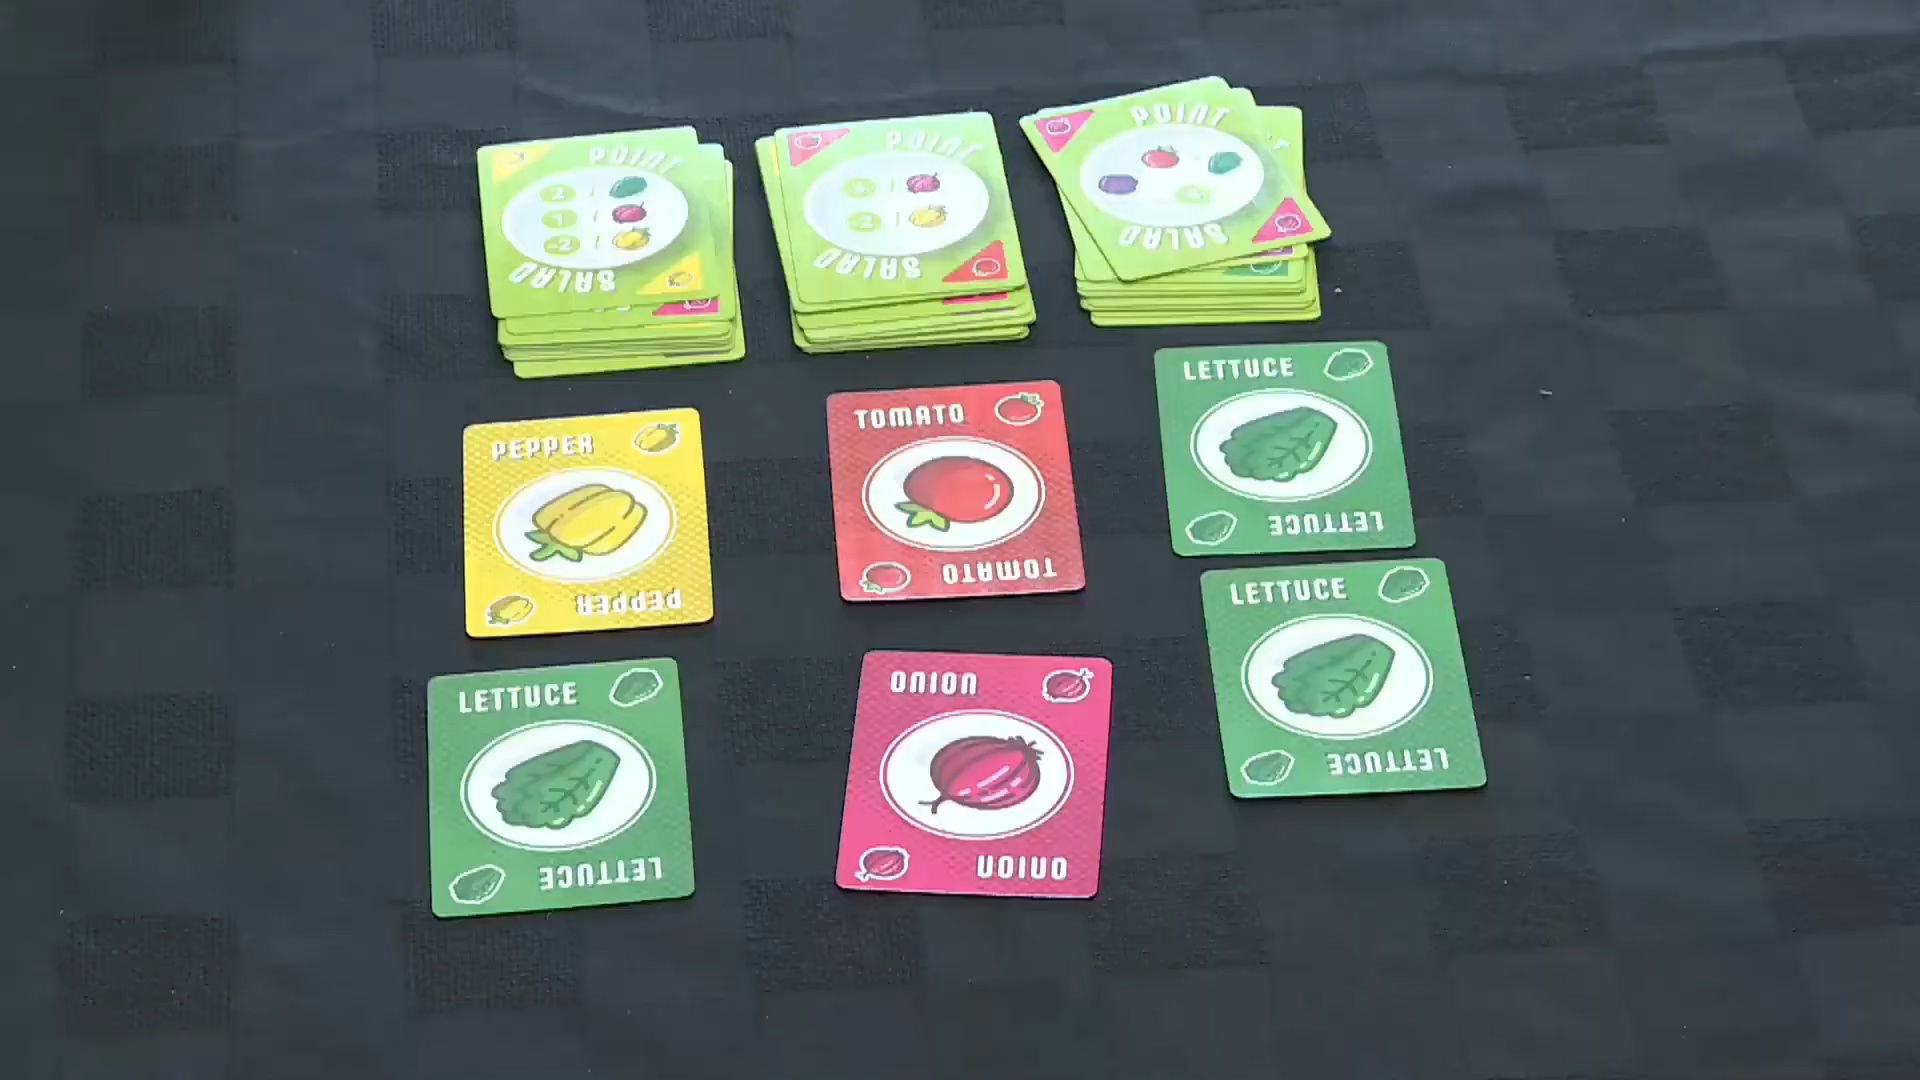 POINT
2 /
1 /
-2 /
SALAD
POINT
-2 /
SALAD
POINT
SALAD
PEPPER
PEPPER
TOMATO
TOMATO
LETTUCE
LETTUCE
LETTUCE
LETTUCE
ONION
ONION
LETTUCE
LETTUCE